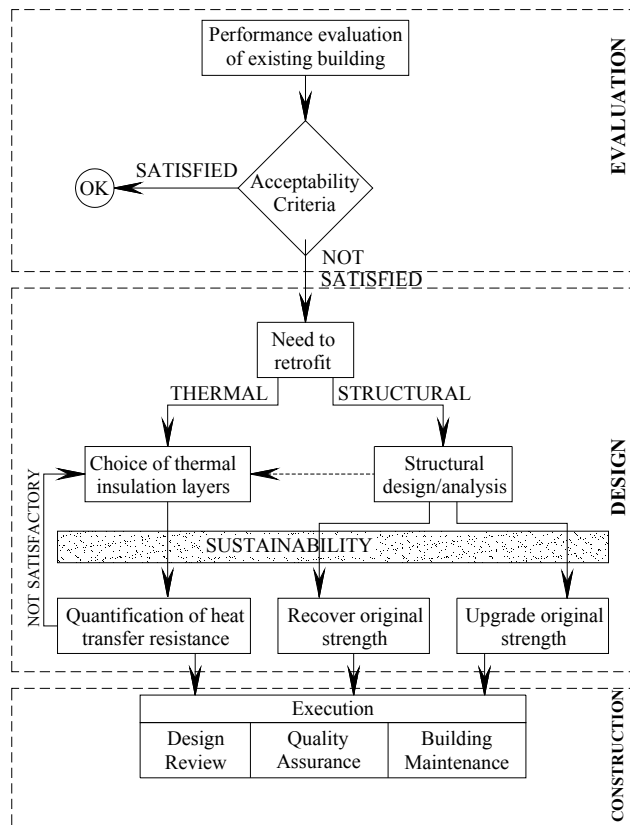 Performance evaluation
of existing building
EVALUATION
SATISFIED
OK
Acceptability
Criteria
NOT
SATISFIED
Need to
retrofit
THERMAL
STRUCTURAL
DESIGN
Choice of thermal
insulation layers
Structural
design/analysis
NOT SATISFACTORY
SUSTAINABILITY
Quantification of heat
transfer resistance
Recover original
strength
Upgrade original
strength
Execution
Design
Review
Quality
Assurance
Building
Maintenance
CONSTRUCTION